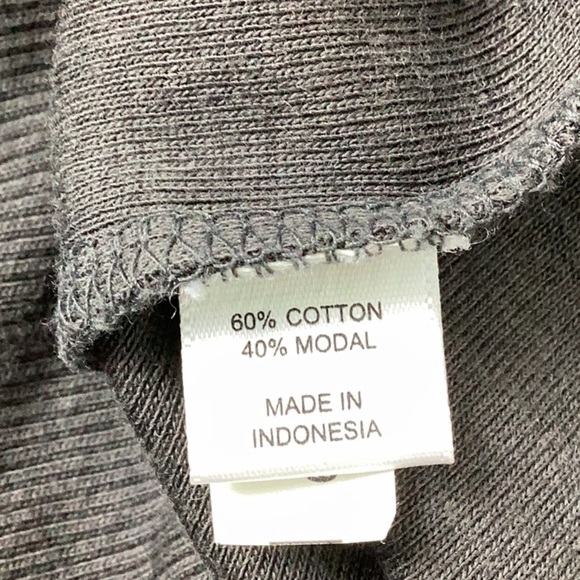 60% COTTON
40% MODAL
MADE IN
INDONESIA